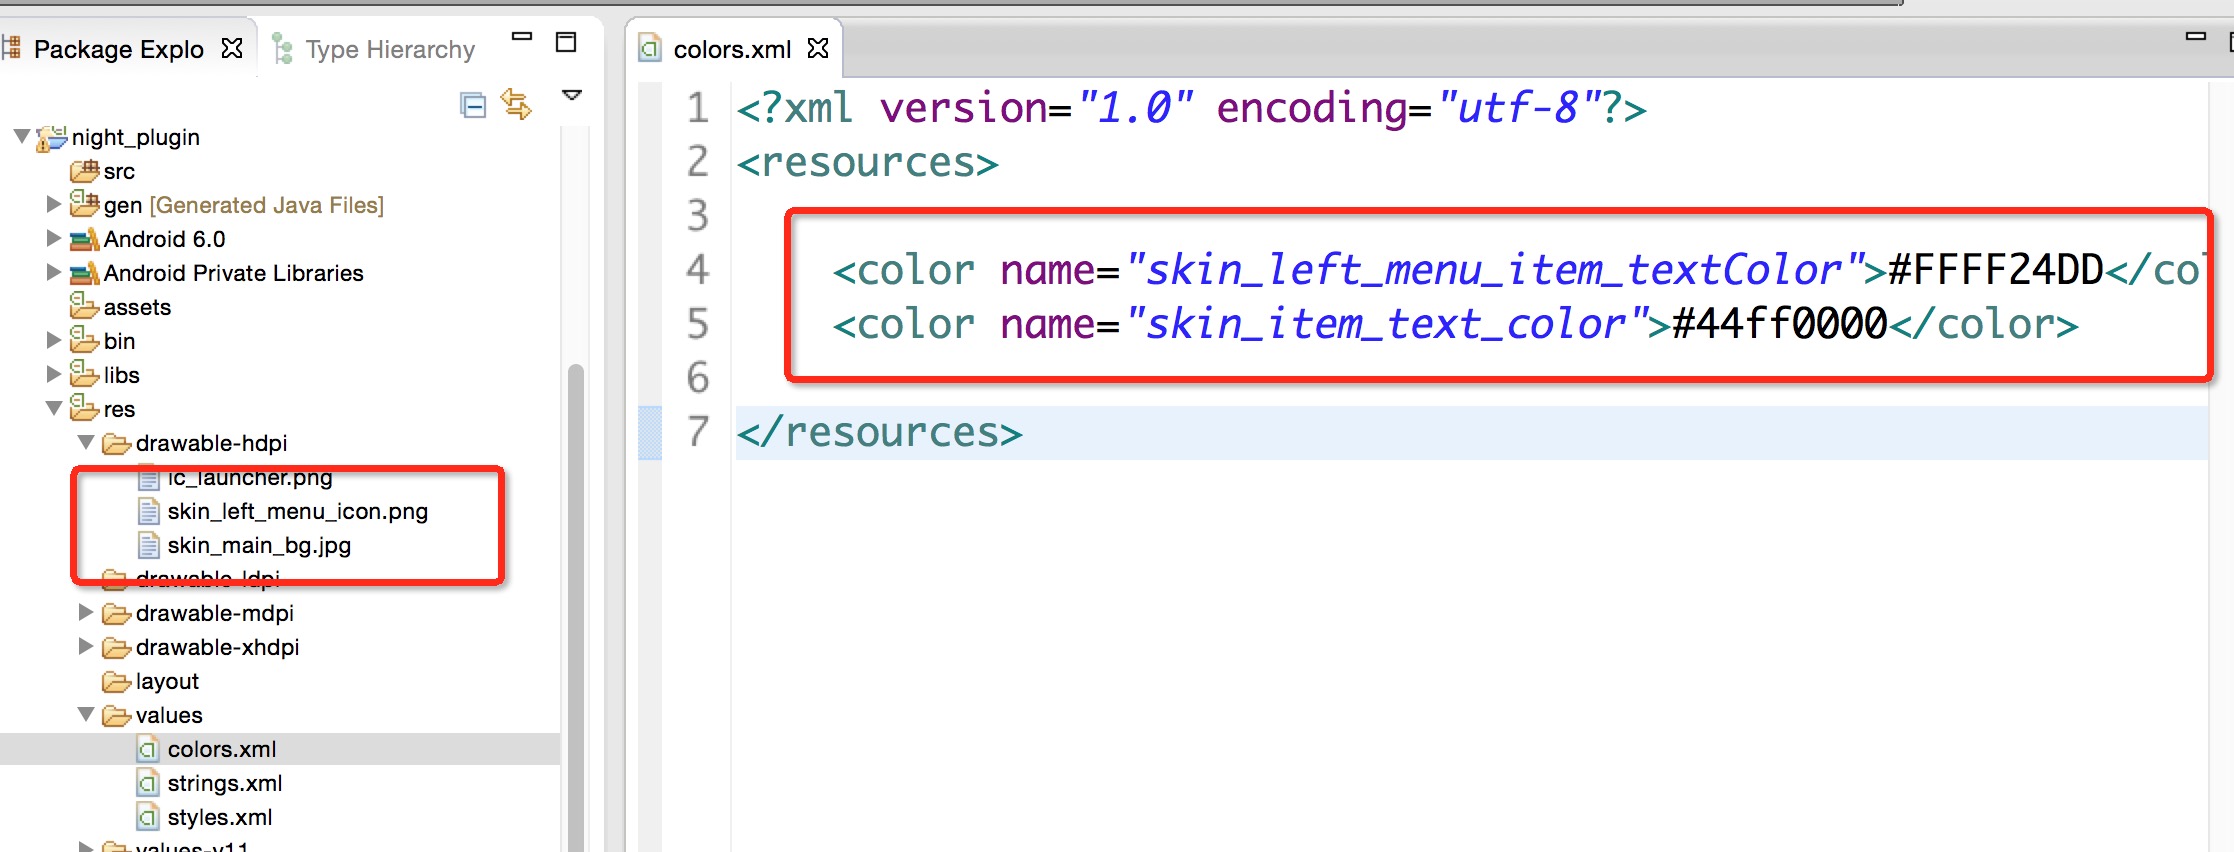 Package Explo
Type Hierarchy
night_plugin
src
gen [Generated Java Files]
Android 6.0
Android Private Libraries
assets
bin
libs
res
drawable-hdpi
ic_launcher.png
skin_left_menu_icon.png
skin_main_bg.jpg
drawable-ldpi
drawable-mdpi
drawable-xhdpi
layout
values
colors.xml
strings.xml
styles.xml
values-v11
colors.xml
1 <?xml version="1.0" encoding="utf-8"?>
2 <resources>
3
4 <color name="skin_left_menu_item_textColor">#FFFF24DD</col
5 <color name="skin_item_text_color">#44ff0000</color>
6
7 </resources>